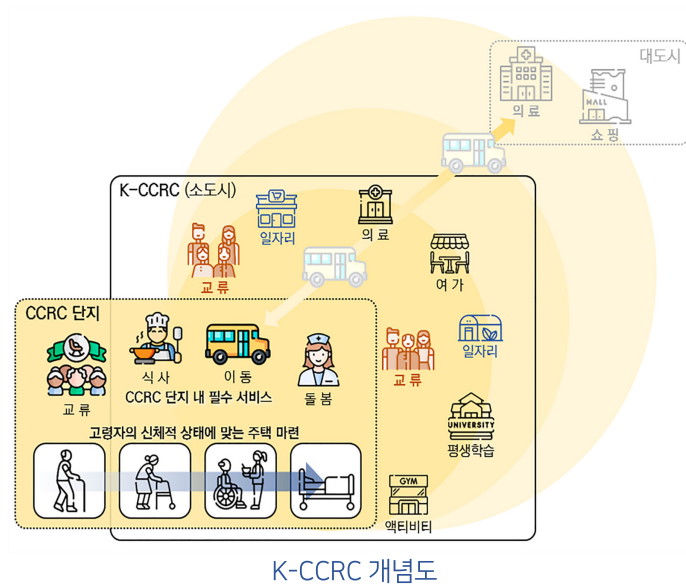 대도시
의료
MALL
쇼핑
K-CCRC (소도시)
일자리
의료
여가
교류
CCRC 단지
교류
식사
이동
돌봄
CCRC 단지 내 필수 서비스
교류
일자리
고령자의 신체적 상태에 맞는 주택 마련
UNIVERSITY
평생학습
GYM
액티비티
K-CCRC 개념도